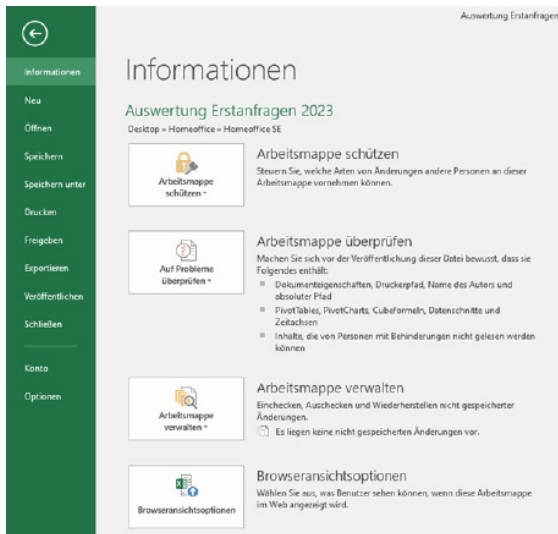 Auswertung Erstanfragen
Informationen
Neu
Öffnen
Speichern
Speichern unter
Drucken
Freigeben
Exportieren
Veröffentlichen
Schließen
Konto
Optionen
Informationen
Auswertung Erstanfragen 2023
Desktop » Homeoffice » Homeoffice SE
Arbeitsmappe
schützen
Arbeitsmappe schützen
Steuern Sie, welche Arten von Änderungen andere Personen an dieser
Arbeitsmappe vornehmen können.
Auf Probleme
überprüfen
Arbeitsmappe überprüfen
Machen Sie sich vor der Veröffentlichung dieser Datei bewusst, dass sie
Folgendes enthält:
Dokumenteigenschaften, Druckerpfad, Name des Autors und
absoluter Pfad
PivotTables, PivotCharts, Cubeformeln, Datenschnitte und
Zeitachsen
Inhalte, die von Personen mit Behinderungen nicht gelesen werden
können
Arbeitsmappe
verwalten
Arbeitsmappe verwalten
Einchecken, Auschecken und Wiederherstellen nicht gespeicherter
Änderungen.
Es liegen keine nicht gespeicherten Änderungen vor.
Browseransichtsoptionen
Browseransichtsoptionen
Wählen Sie aus, was Benutzer sehen können, wenn diese Arbeitsmappe
im Web angezeigt wird.